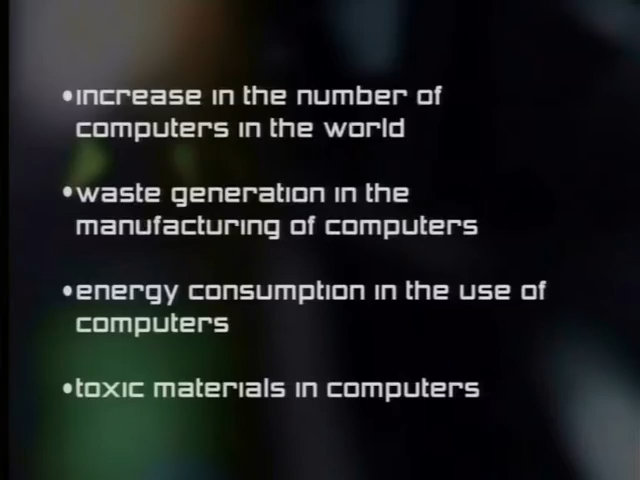 •increase in the number of
computers in the world
•waste generation in the
manufacturing of computers
•energy consumption in the use of
computers
•toxic materials in computers